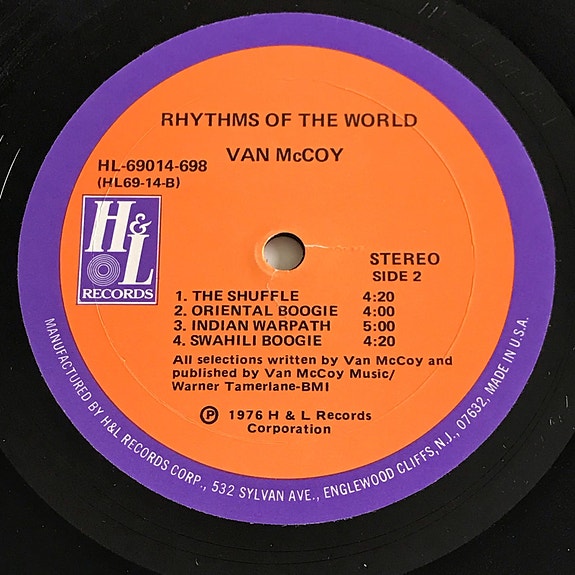 RHYTHMS OF THE WORLD
VAN McCOY
HL-69014-698
(HL69-14-B)
H&L
RECORDS
STEREO
SIDE 2
1. THE SHUFFLE 4:20
2. ORIENTAL BOOGIE 4:00
3. INDIAN WARPATH 5:00
4. SWAHILI BOOGIE 4:20
All selections written by Van McCoy and
published by Van McCoy Music/
Warner Tamerlane-BMI
Ⓟ 1976 H & L Records
Corporation
MANUFACTURED BY H&L RECORDS CORP., 532 SYLVAN AVE., ENGLEWOOD CLIFFS, N.J., 07632, MADE IN U.S.A.